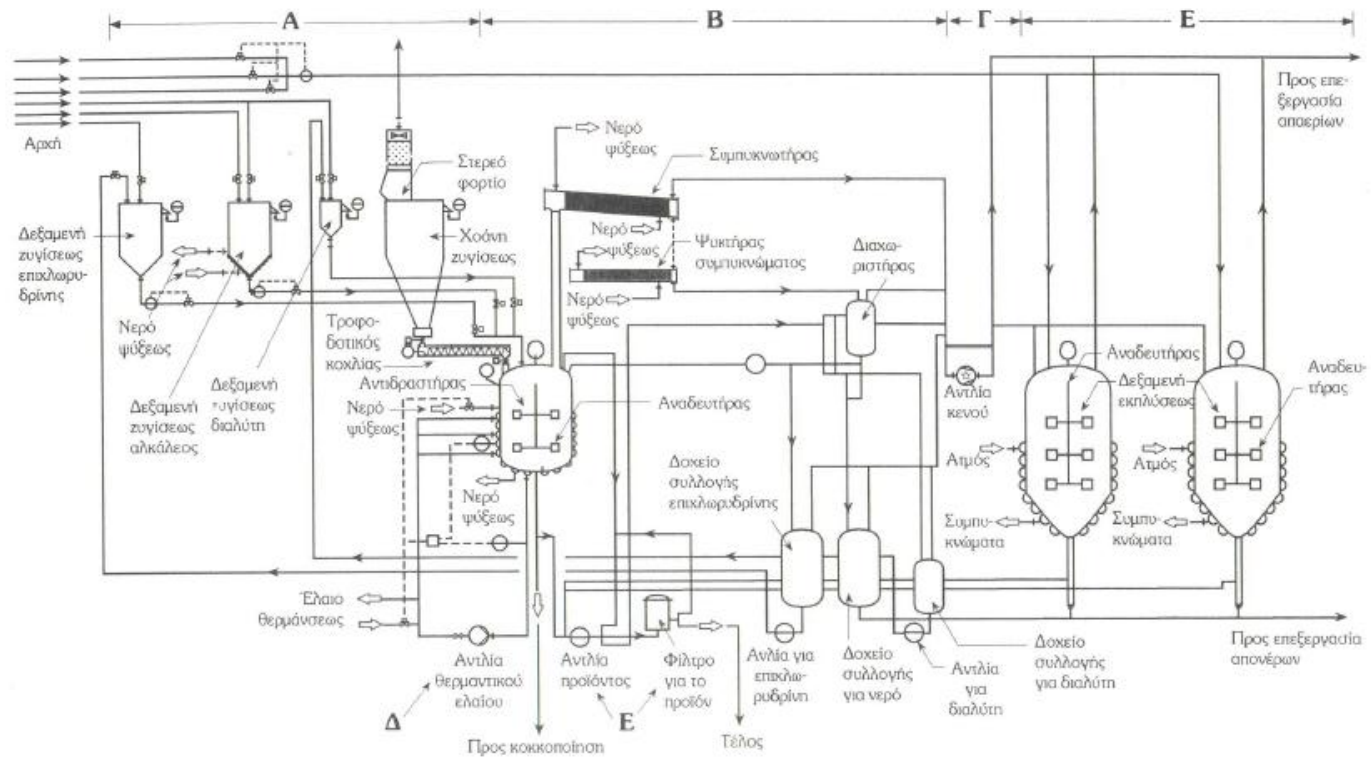 Α
Β
Γ
Ε
Αρχή
Προς επε-
ξεργασία
απαερίων
Νερό
ψύξεως
Συμπυκνωτήρας
Στερεό
φορτίο
Χοάνη
ζυγίσεως
Νερό
ψύξεως
Ψυκτήρας
συμπυκνώματος
Νερό
ψύξεως
Διαχω-
ριστήρας
Δεξαμενή
ζυγίσεως
επιχλωρυ-
δρίνης
Νερό
ψύξεως
Δεξαμενή
ζυγίσεως
αλκάλεος
Δεξαμενή
ζυγίσεως
διαλύτη
Τροφο-
δοτικός
κοχλίας
Αντιδραστήρας
Νερό
ψύξεως
Αναδευτήρας
Νερό
ψύξεως
Αντλία
κενού
Αναδευτήρας
Δεξαμενή
εκπλύσεως
Αναδευ-
τήρας
Ατμός
Ατμός
Συμπυ-
κνώματα
Συμπυ-
κνώματα
Δοχείο
συλλογής
επιχλωρυδρίνης
Έλαιο
θερμάνσεως
Αντλία
θερμαντικού
ελαίου
Δ
Αντλία
προϊόντος
Ε
Φίλτρο
για το
προϊόν
Ανλία για
επικλω-
ρυδρίνη
Δοχείο
συλλογής
για νερό
Αντλία
για
διαλύτη
Δοχείο
συλλογής
για διαλύτη
Προς επεξεργασία
απονέρων
Προς κοκκοποίηση
Τέλος